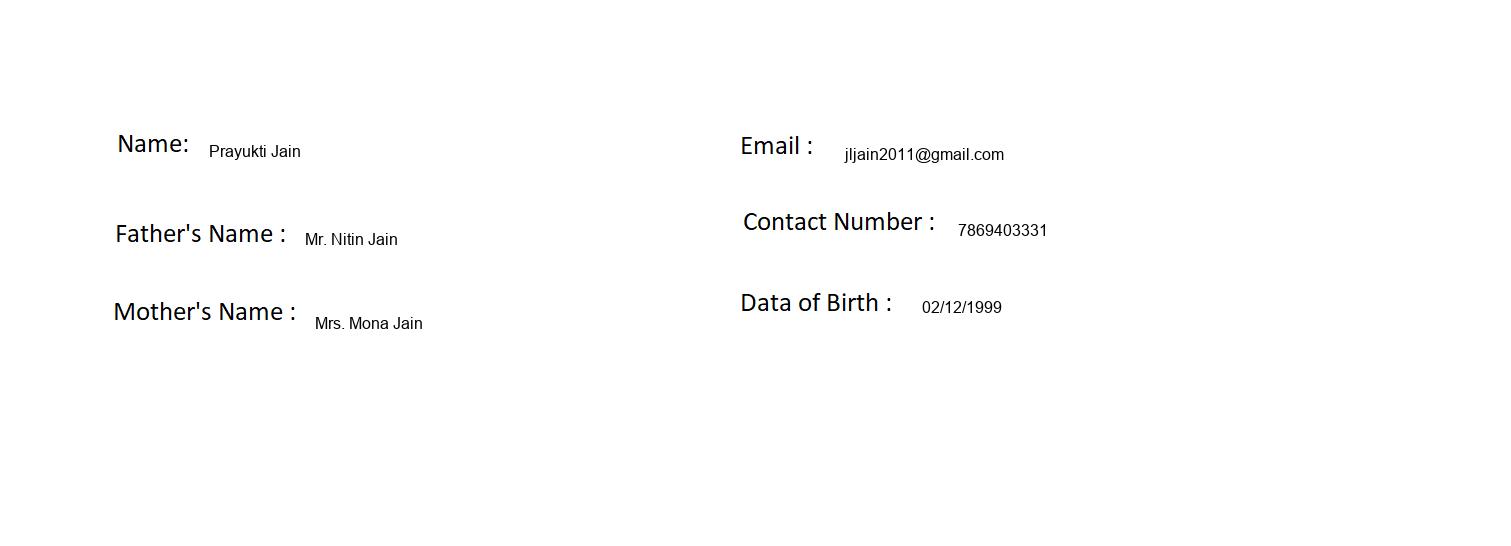 Name: Prayukti Jain
Email : jljain2011@gmail.com
Father's Name : Mr. Nitin Jain
Contact Number : 7869403331
Mother's Name : Mrs. Mona Jain
Data of Birth : 02/12/1999